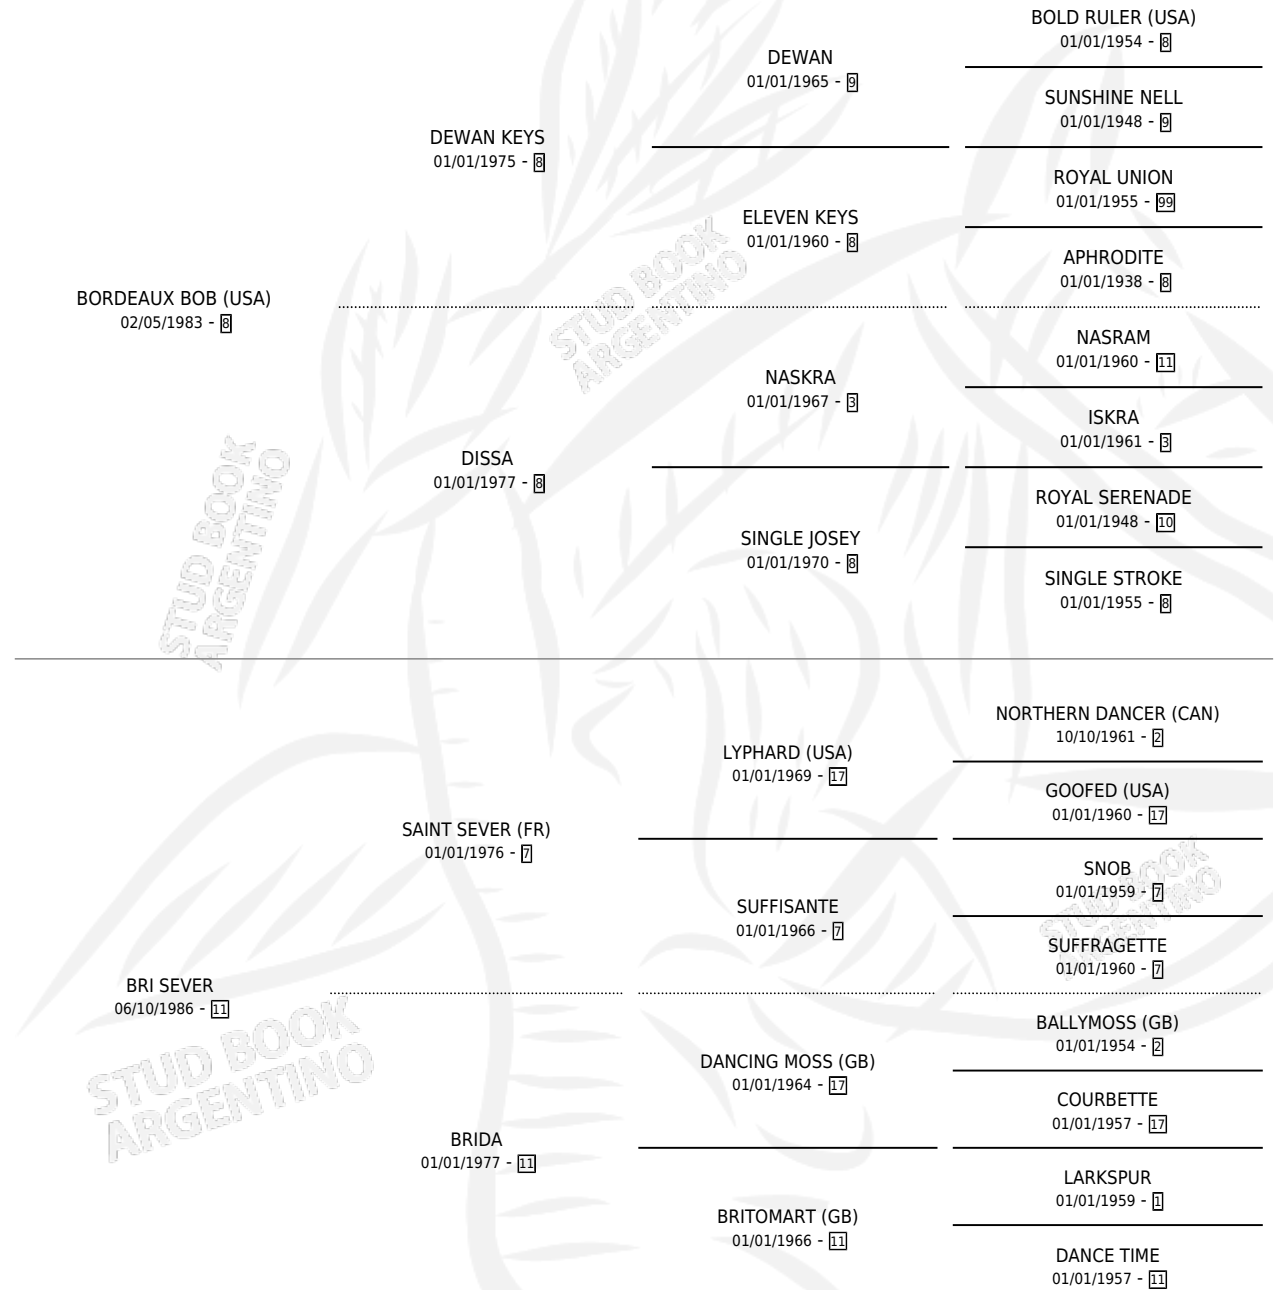 BOLD RULER (USA)
01/01/1954 - 8
DEWAN
01/01/1965 - 9
SUNSHINE NELL
01/01/1948 - 9
DEWAN KEYS
01/01/1975 - 8
ROYAL UNION
01/01/1955 - 99
ELEVEN KEYS
01/01/1960 - 8
APHRODITE
01/01/1938 - 8
BORDEAUX BOB (USA)
02/05/1983 - 8
STUD BOOK
ARGENTINO
NASRAM
01/01/1960 - 11
NASKRA
01/01/1967 - 3
ISKRA
01/01/1961 - 3
DISSA
01/01/1977 - 8
ROYAL SERENADE
01/01/1948 - 10
SINGLE JOSEY
01/01/1970 - 8
SINGLE STROKE
01/01/1955 - 8
STUD BOOK
ARGENTINO
NORTHERN DANCER (CAN)
10/10/1961 - 2
LYPHARD (USA)
01/01/1969 - 17
GOOFED (USA)
01/01/1960 - 17
SAINT SEVER (FR)
01/01/1976 - 7
SNOB
01/01/1959 - 7
SUFFISANTE
01/01/1966 - 7
STUD BOOK
ARGENTINO
SUFFRAGETTE
01/01/1960 - 7
BRI SEVER
06/10/1986 - 11
BALLYMOSS (GB)
01/01/1954 - 2
DANCING MOSS (GB)
01/01/1964 - 17
COURBETTE
01/01/1957 - 17
STUD BOOK
ARGENTINO
BRIDA
01/01/1977 - 11
LARKSPUR
01/01/1959 - 1
BRITOMART (GB)
01/01/1966 - 11
DANCE TIME
01/01/1957 - 11